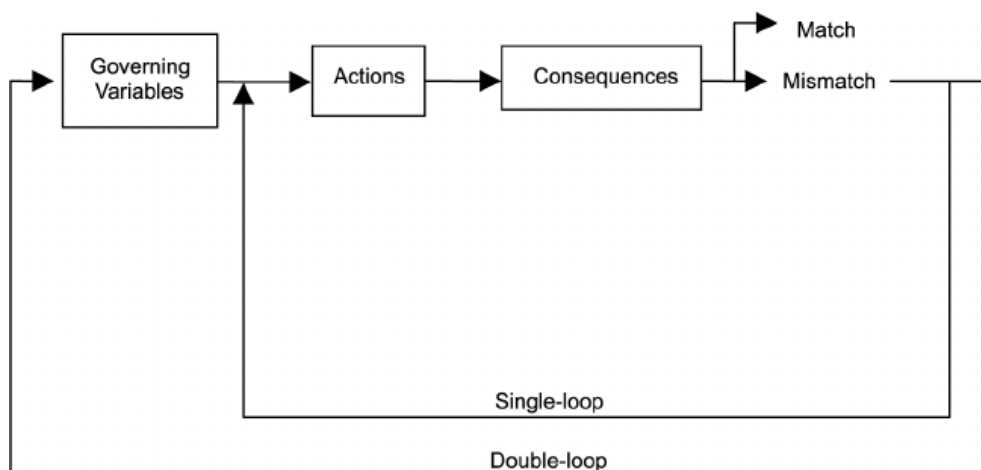 Governing
Variables
Actions
Consequences
Match
Mismatch
Single-loop
Double-loop